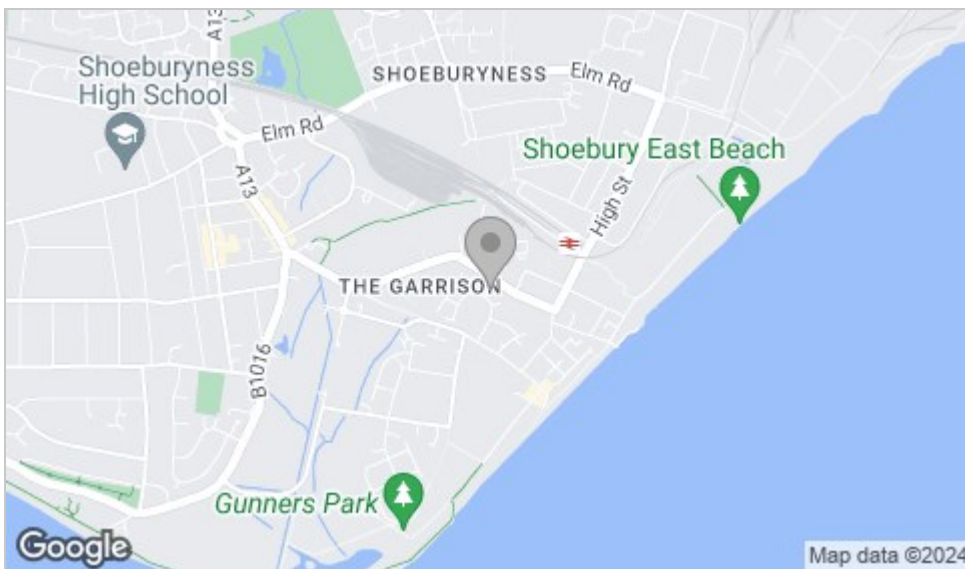 A13
Shoeburyness
High School
SHOEBURYNESS
Elm Rd
Elm Rd
Shoebury East Beach
A13
High St
THE GARRISON
B1016
Gunners Park
Google
Map data ©2024